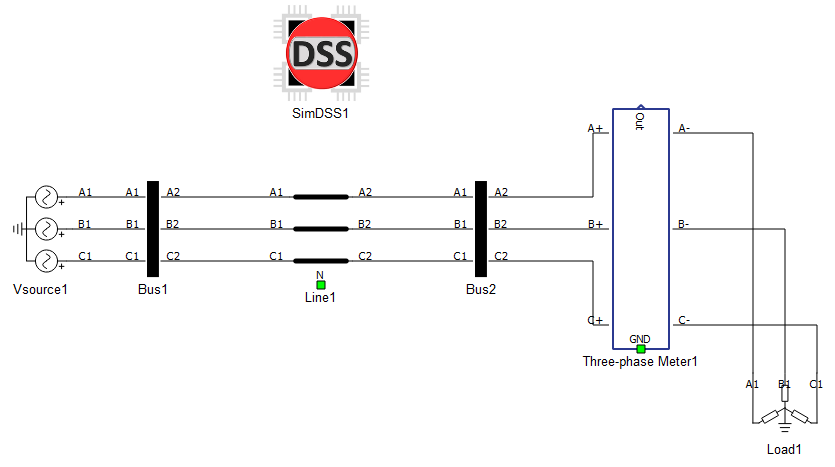 DSS
SimDSS1
A+ Out A-
A1 A1 A2 A1 A2 A1 A2
B1 B1 B2 B1 B2 B1 B2 B+ B-
C1 C1 C2 C1 C2 C1 C2
N
Vsource1 Bus1 Line1 Bus2
C+ C-
GND
Three-phase Meter1
A1 B1 C1
Load1